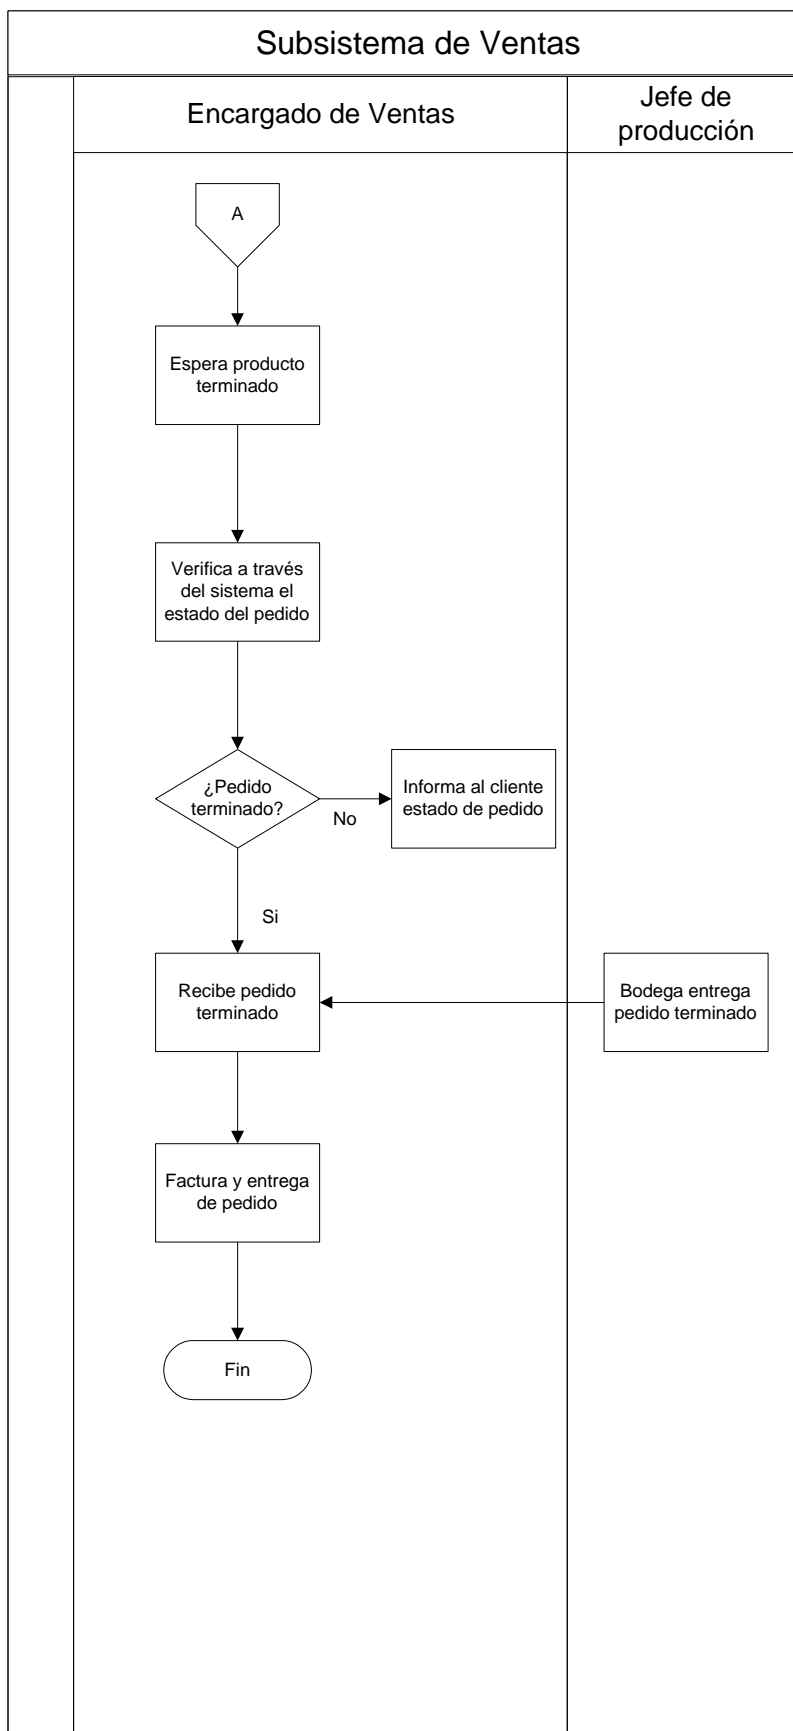 Subsistema de Ventas
Encargado de Ventas
Jefe de
producción
A
Espera producto
terminado
Verifica a través
del sistema el
estado del pedido
¿Pedido
terminado?
No
Informa al cliente
estado de pedido
Si
Recibe pedido
terminado
Bodega entrega
pedido terminado
Factura y entrega
de pedido
Fin